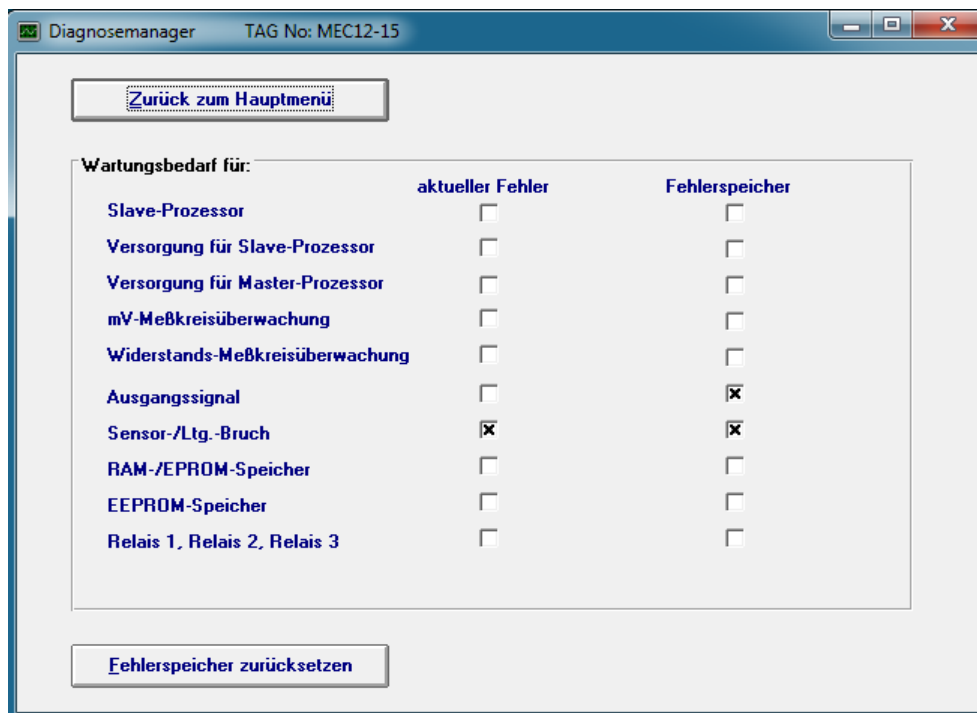 Diagnosemanager TAG No: MEC12-15
Zurück zum Hauptmenü
Wartungsbedarf für:
aktueller Fehler Fehlerspeicher
Slave-Prozessor
Versorgung für Slave-Prozessor
Versorgung für Master-Prozessor
mV-Meßkreisüberwachung
Widerstands-Meßkreisüberwachung
Ausgangssignal
Sensor-/Ltg.-Bruch
RAM-/EPROM-Speicher
EEPROM-Speicher
Relais 1, Relais 2, Relais 3
Fehlerspeicher zurücksetzen